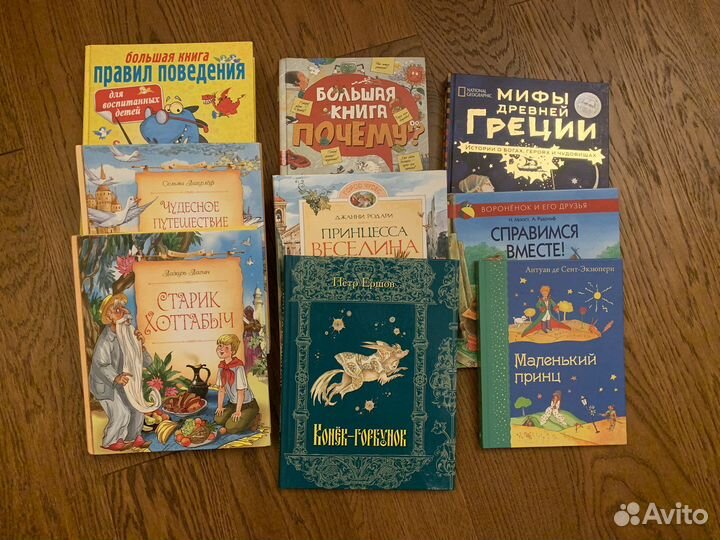 большая книга
правил поведения
для
воспитанных
детей
БОЛЬШАЯ
КНИГА
ПОЧЕМУ?
NATIONAL
GEOGRAPHIC
МИФЫ
ДРЕВНЕЙ
ГРЕЦИИ
ИСТОРИИ О БОГАХ, ГЕРОЯХ И ЧУДОВИЩАХ
Сельма Лагерлёф
ЧУДЕСНОЕ
ПУТЕШЕСТВИЕ
ГОРОД ЧУДЕС
ДЖАННИ РОДАРИ
ПРИНЦЕССА
ВЕСЕЛИНА
ВОРОНЁНОК И ЕГО ДРУЗЬЯ
СПРАВИМСЯ
ВМЕСТЕ!
Лазарь Лагин
СТАРИК
ХОТТАБЫЧ
Петр Ершов
Конёк-горбунок
Антуан де Сент-Экзюпери
Маленький
принц
Avito